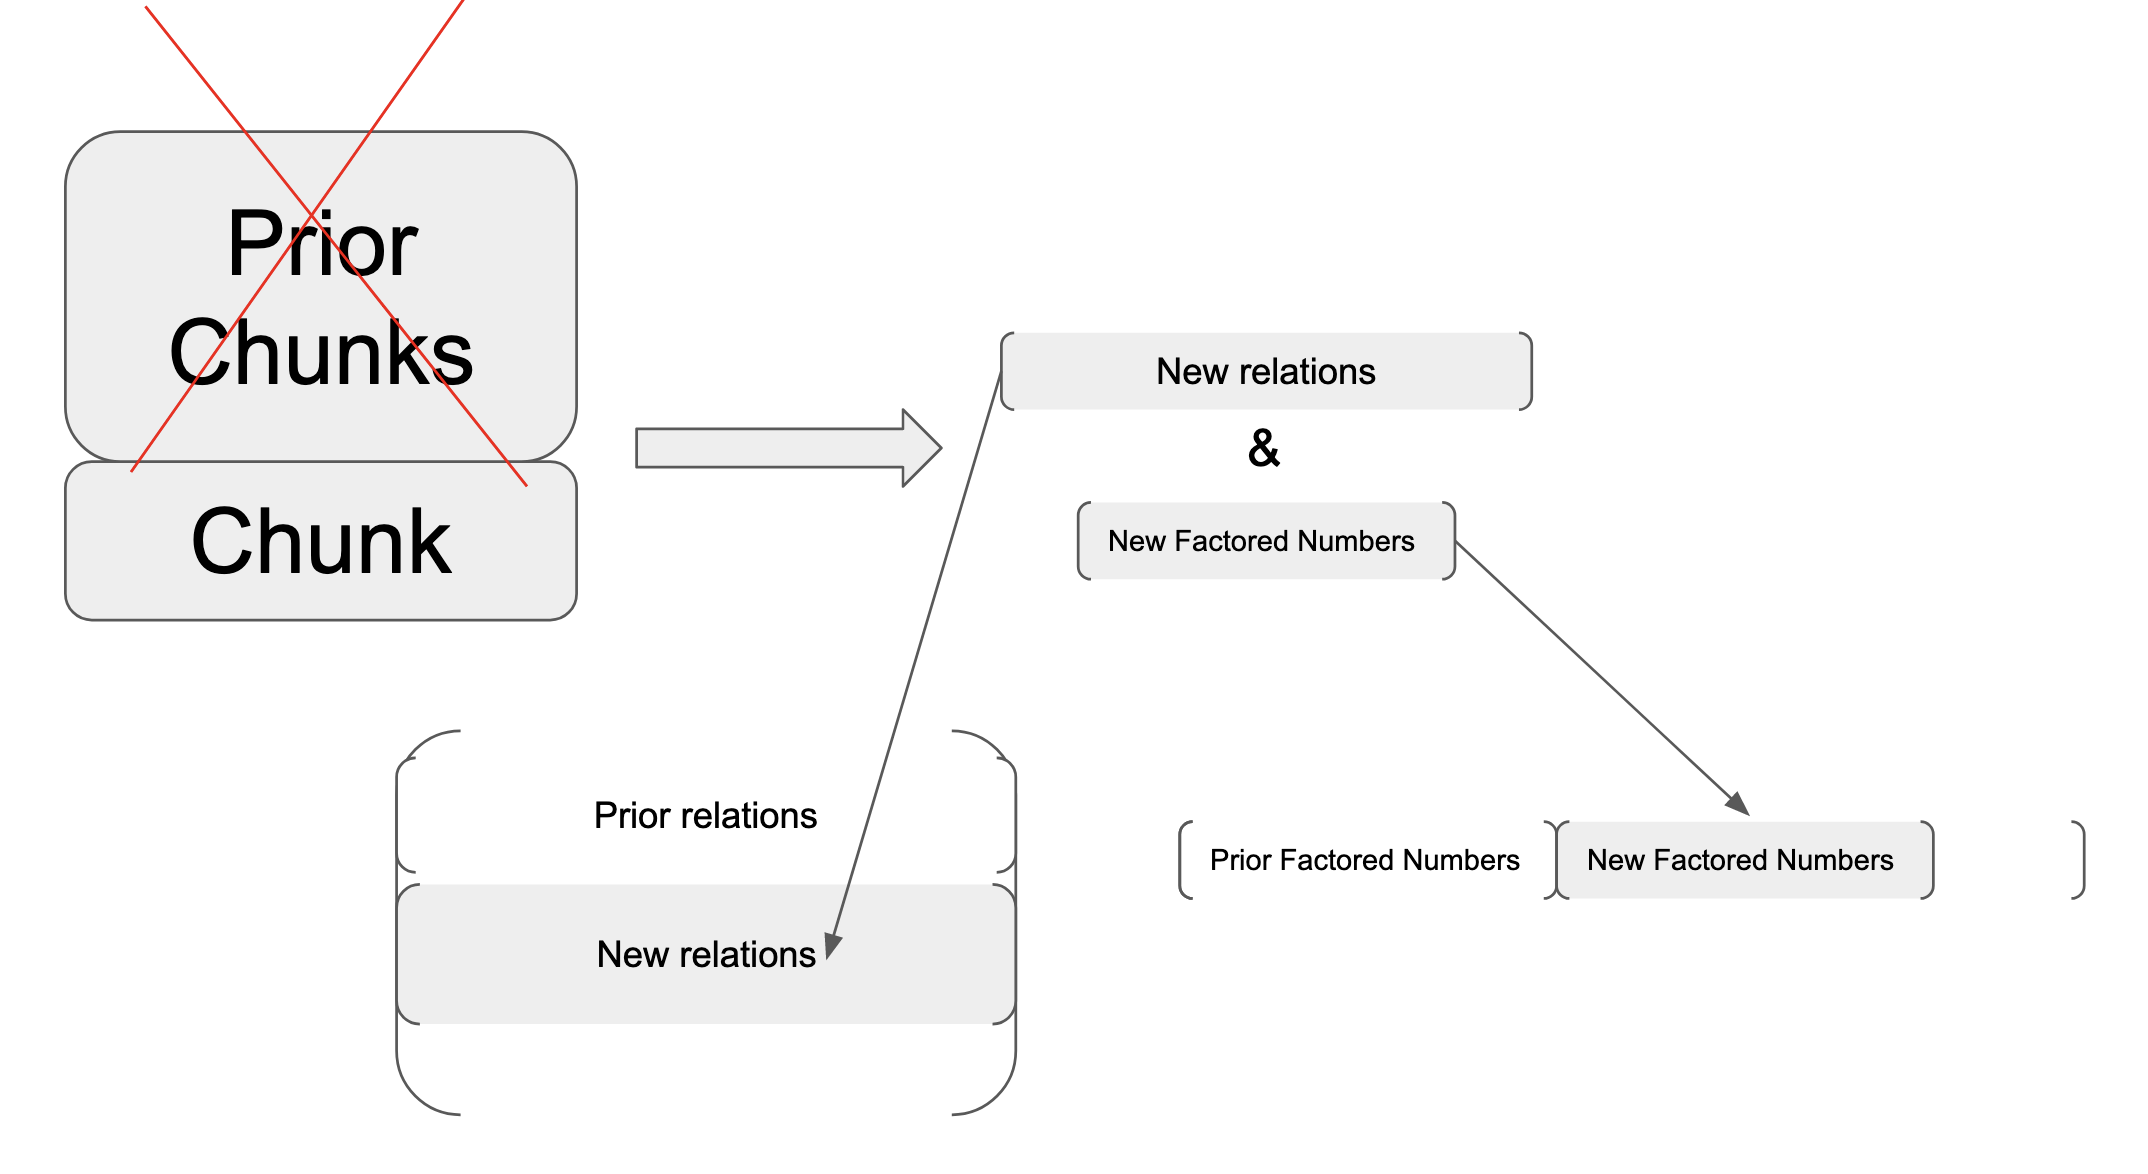 Prior
Chunks
Chunk
New relations
&
New Factored Numbers
Prior relations
New relations
Prior Factored Numbers
New Factored Numbers